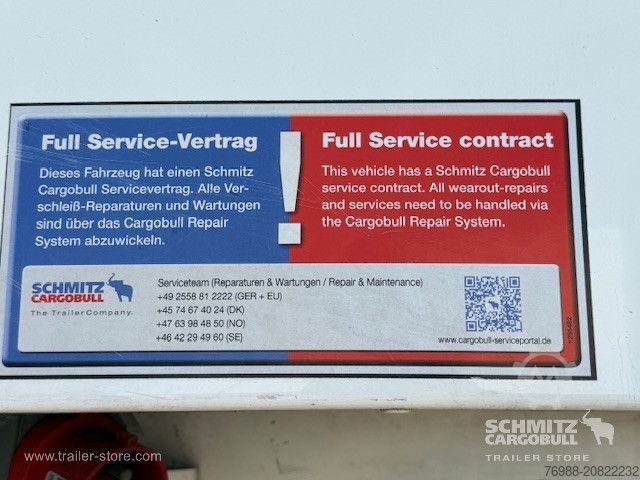 Full Service-Vertrag
Dieses Fahrzeug hat einen Schmitz
Cargobull Servicevertrag. Alle Ver-
schleiß-Reparaturen und Wartungen
sind über das Cargobull Repair
System abzuwickeln.
!
Full Service contract
This vehicle has a Schmitz Cargobull
service contract. All wearout-repairs
and services need to be handled via
the Cargobull Repair System.
SCHMITZ
CARGOBULL
The TrailerCompany.
Serviceteam (Reparaturen & Wartungen / Repair & Maintenance)
+49 2558 81 2222 (GER + EU)
+45 74 67 40 24 (DK)
+47 63 98 48 50 (NO)
+46 42 29 49 60 (SE)
www.cargobull-serviceportal.de
www.trailer-store.com
SCHMITZ
CARGOBULL
TRAILER STORE
76988-20822232